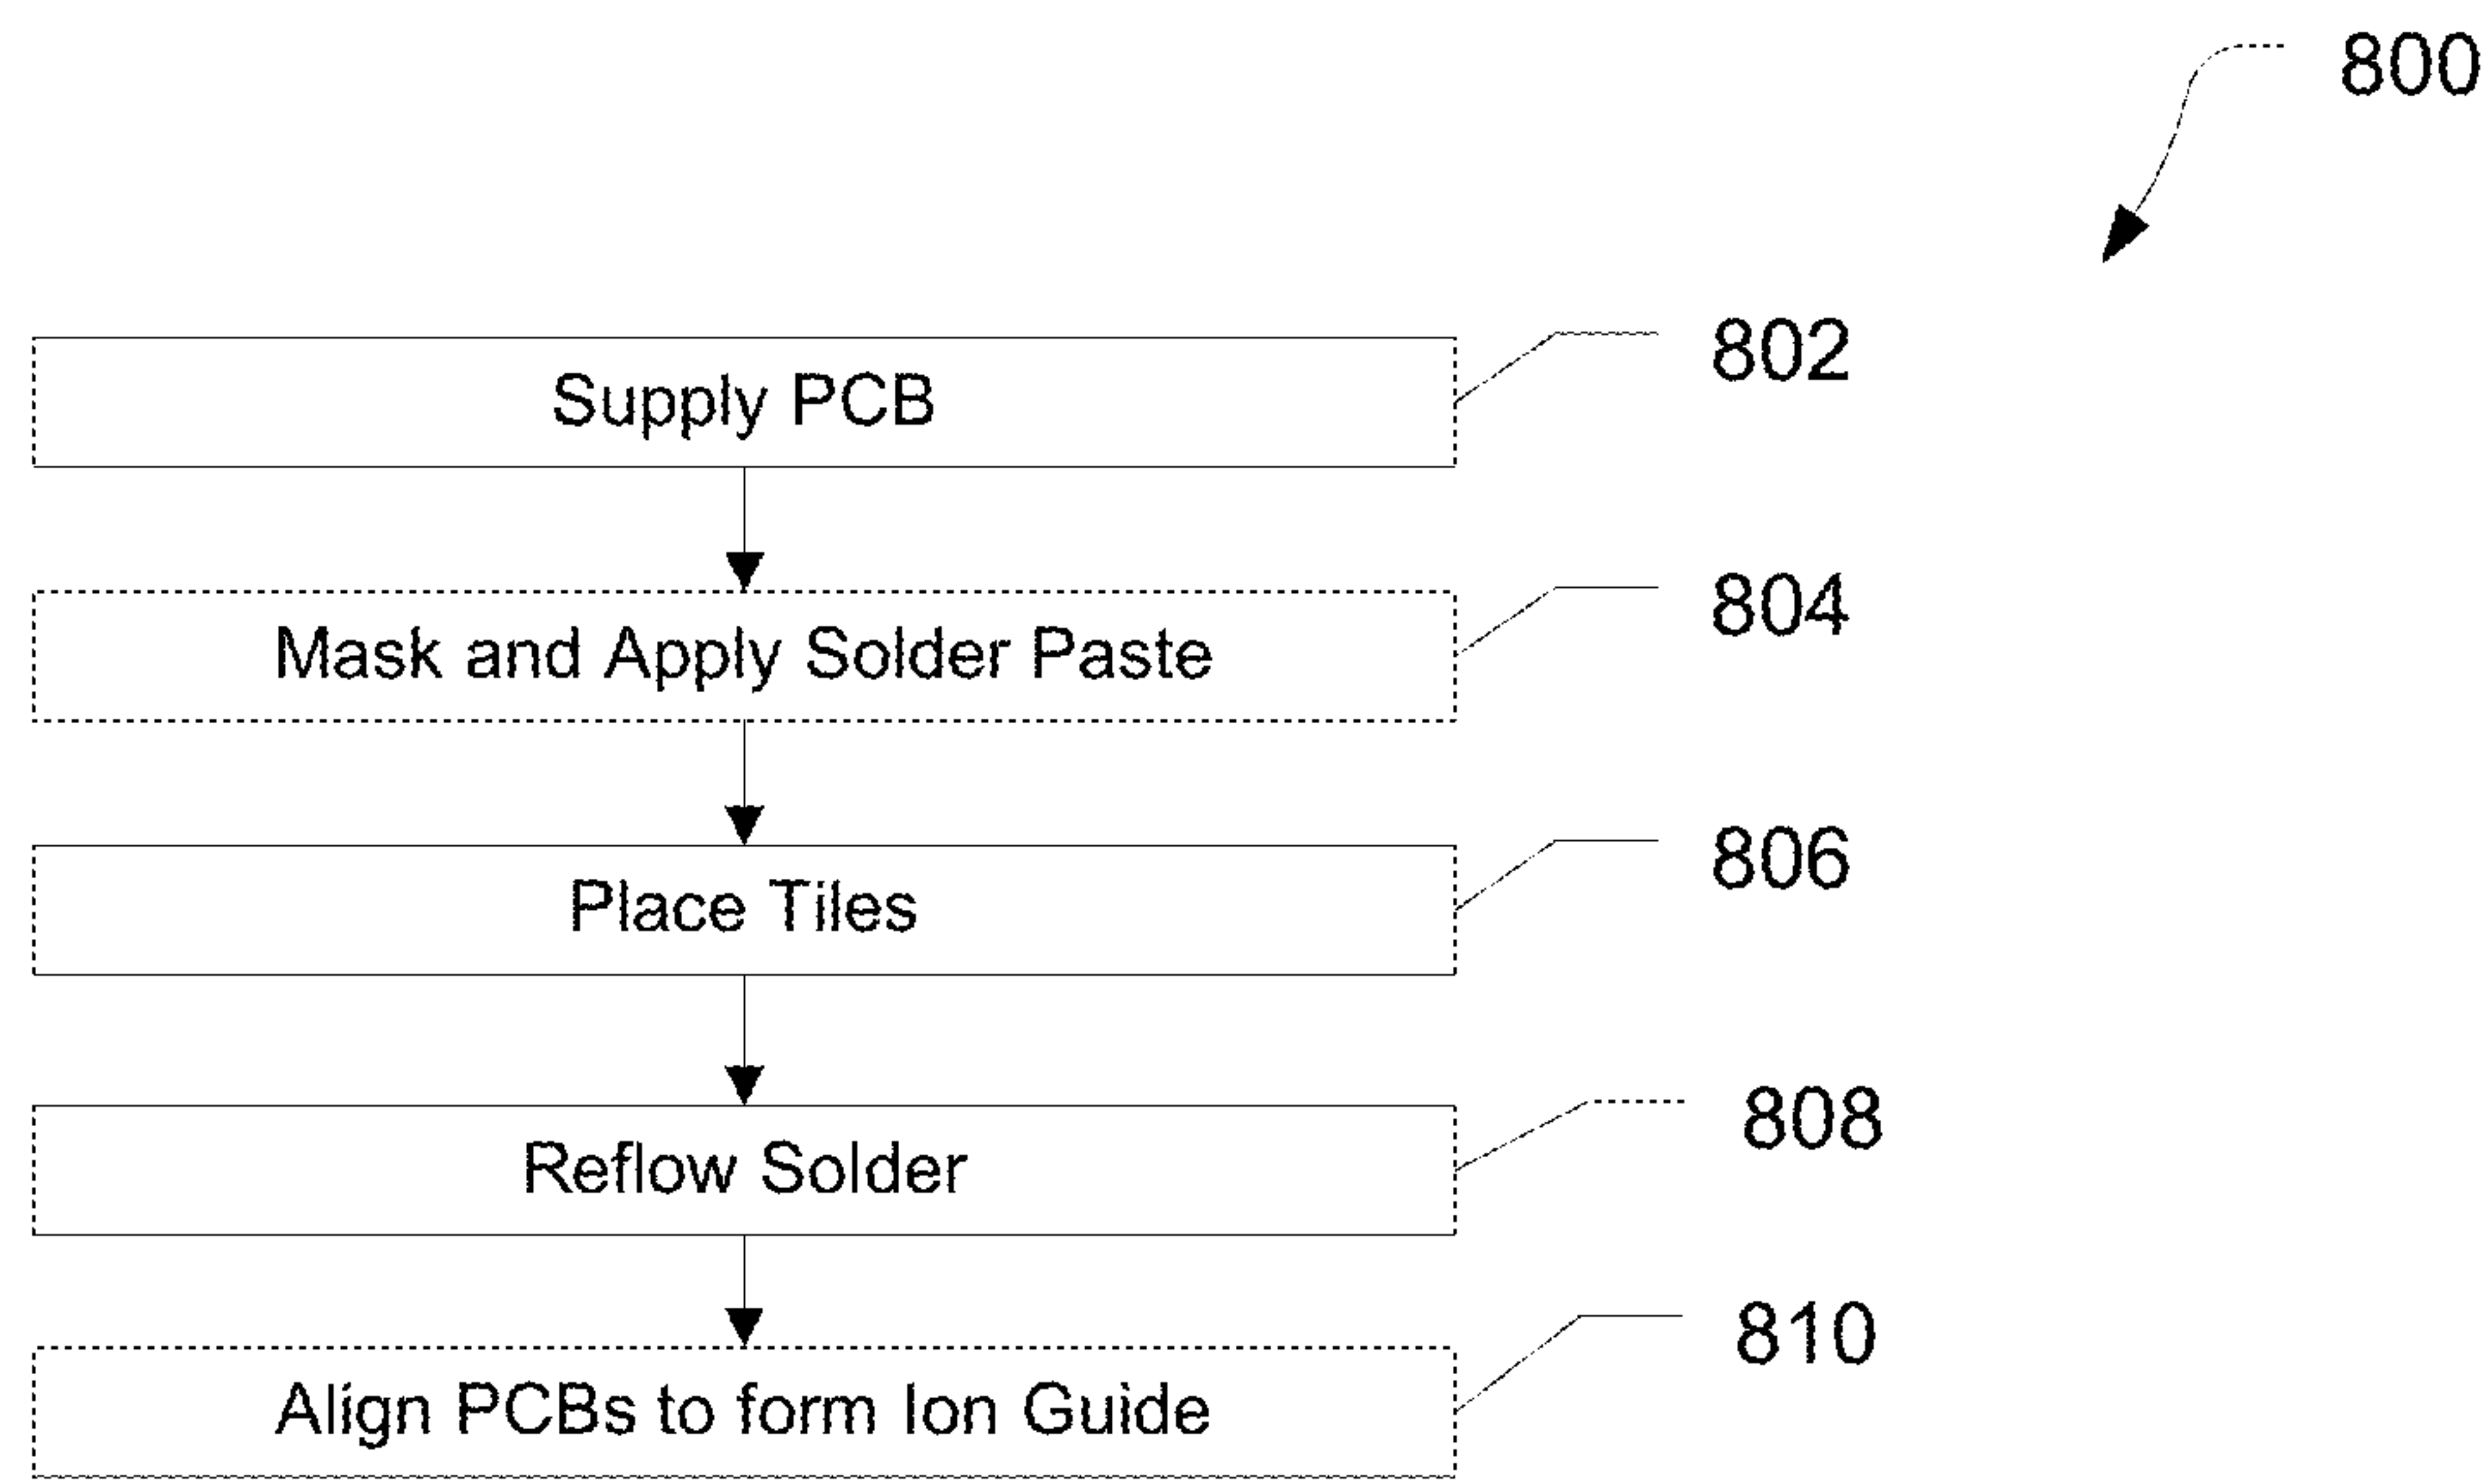 800
Supply PCB 802
Mask and Apply Solder Paste 804
Place Tiles 806
Reflow Solder 808
Align PCBs to form Ion Guide 810